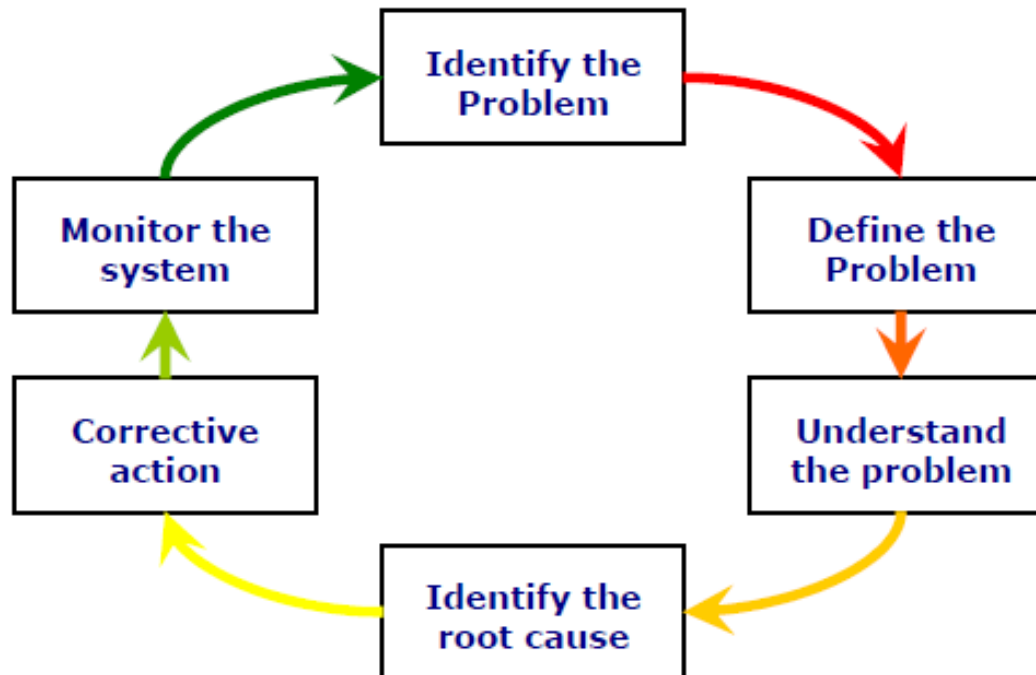 Identify the
Problem
Define the
Problem
Understand
the problem
Identify the
root cause
Corrective
action
Monitor the
system